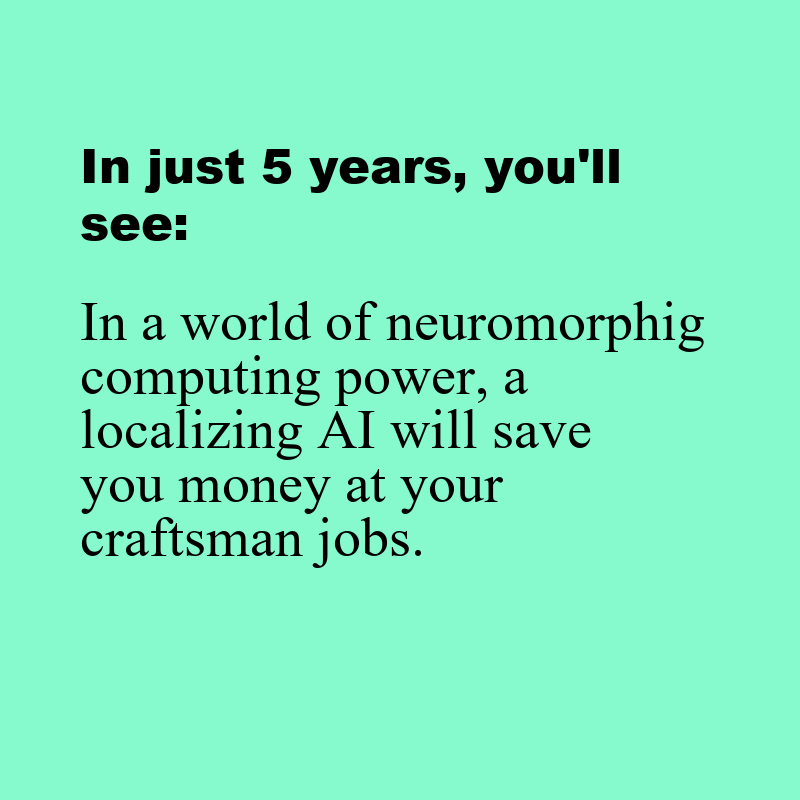 In just 5 years, you'll
see:
In a world of neuromorphig
computing power, a
localizing AI will save
you money at your
craftsman jobs.